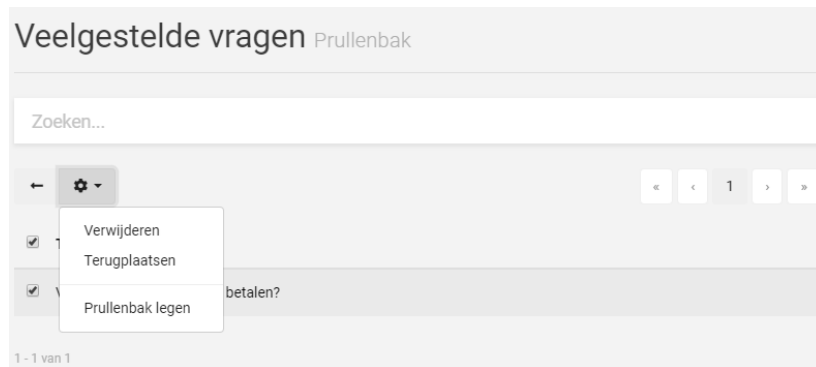 Veelgestelde vragen Prullenbak
Zoeken...
« ‹ 1 › »
Verwijderen
Terugplaatsen
betalen?
Prullenbak legen
1 - 1 van 1